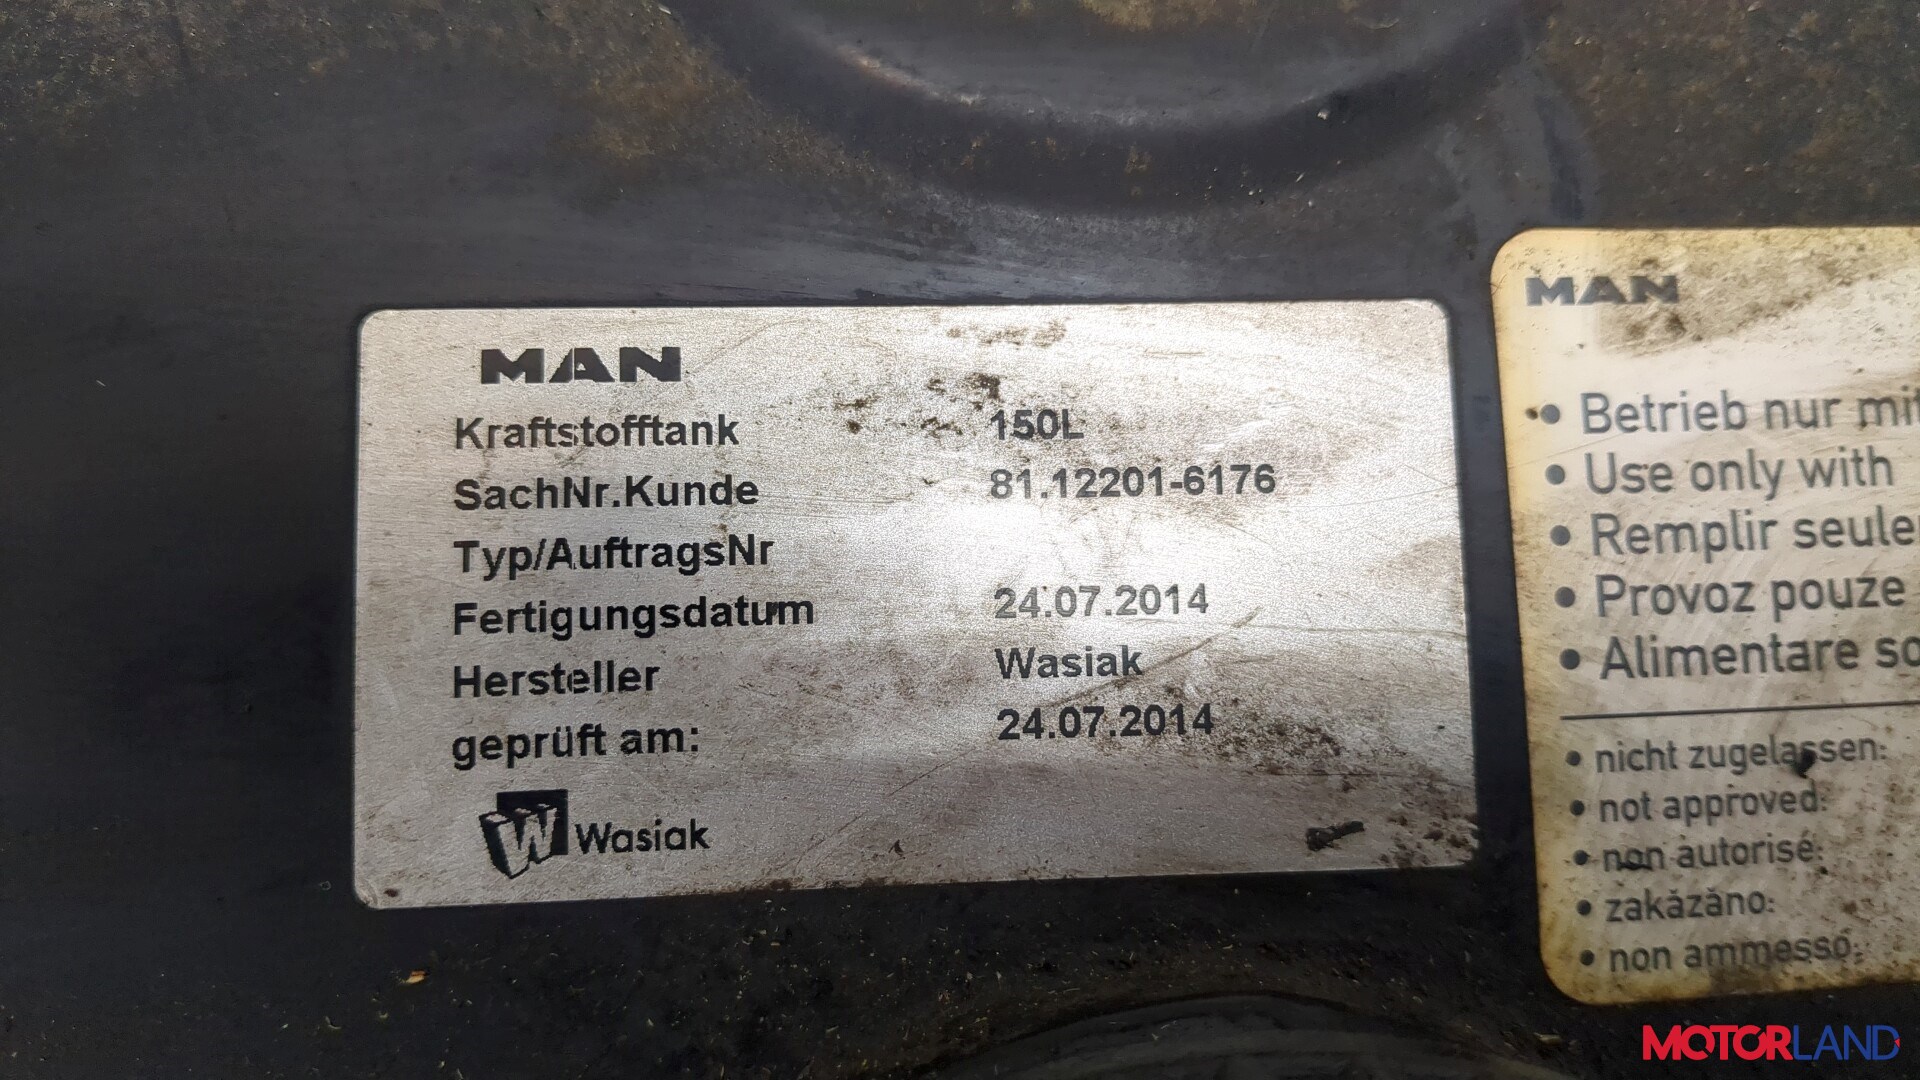 MAN
Kraftstofftank 150L
SachNr.Kunde 81.12201-6176
Typ/AuftragsNr
Fertigungsdatum 24.07.2014
Hersteller Wasiak
geprüft am: 24.07.2014
W Wasiak
MAN
• Betrieb nur mit
• Use only with
• Remplir seule
• Provoz pouze
• Alimentare so
• nicht zugelassen:
• not approved:
• non autorisé:
• zakázáno:
• non ammesso:
MOTORLAND